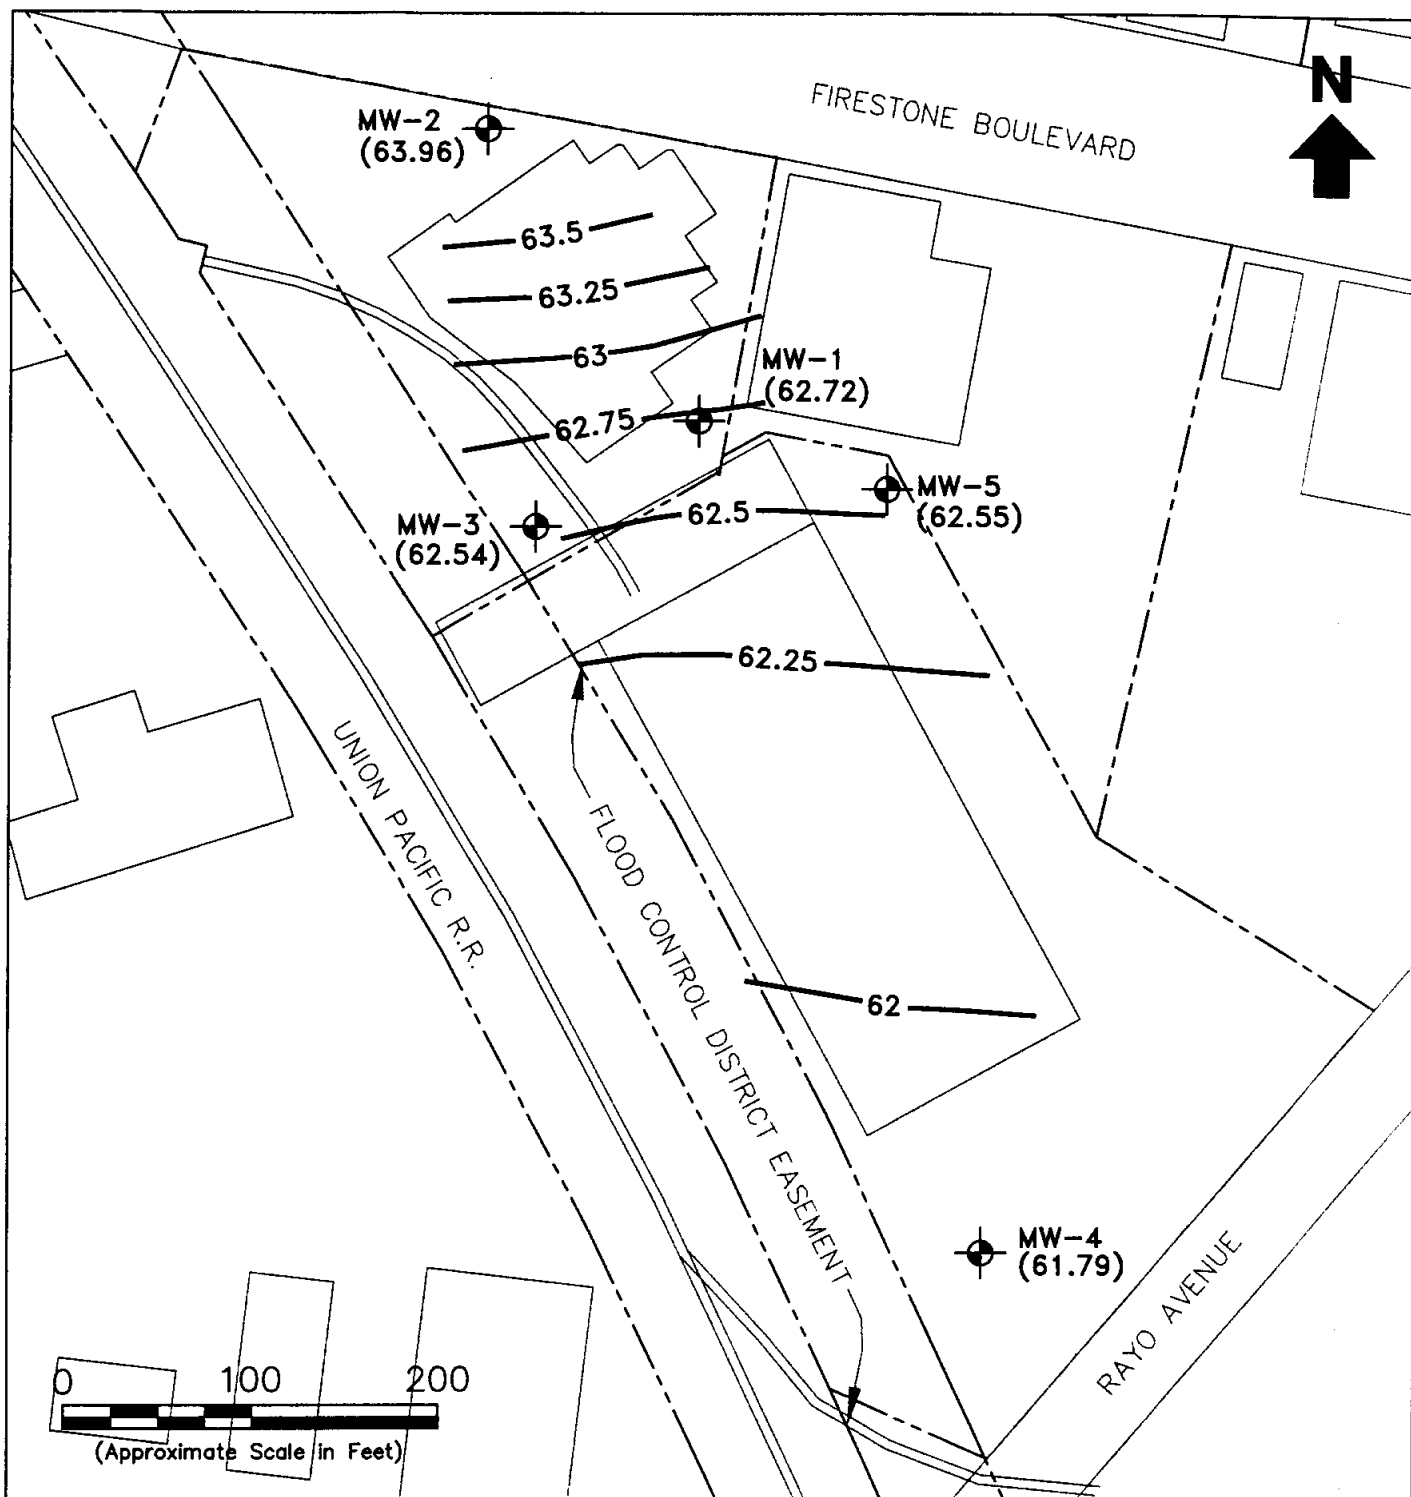 FIRESTONE BOULEVARD
N
MW-2
(63.96)
63.5
63.25
63
MW-1
(62.72)
62.75
MW-5
(62.55)
62.5
MW-3
(62.54)
62.25
UNION PACIFIC R.R.
FLOOD CONTROL DISTRICT EASEMENT
62
MW-4
(61.79)
RAYO AVENUE
0 100 200
(Approximate Scale in Feet)